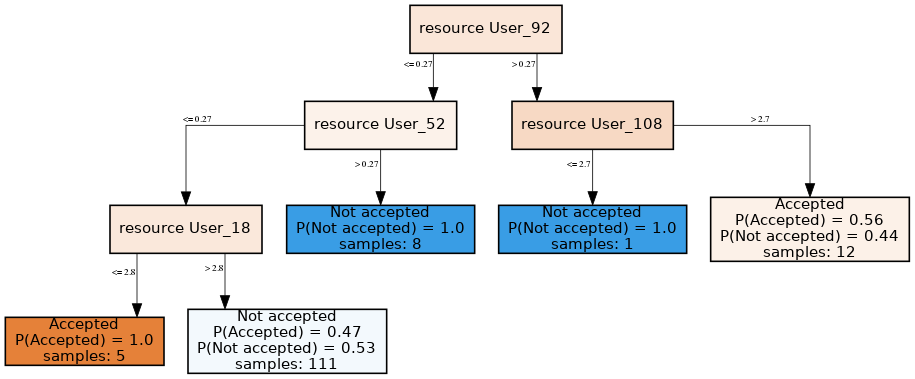 resource User_92
<=0.27
>0.27
resource User_52
resource User_108
<=0.27
>0.27
<=2.7
>2.7
resource User_18
Not accepted
P(Not accepted) = 1.0
samples: 8
Not accepted
P(Not accepted) = 1.0
samples: 1
Accepted
P(Accepted) = 0.56
P(Not accepted) = 0.44
samples: 12
<=2.8
>2.8
Accepted
P(Accepted) = 1.0
samples: 5
Not accepted
P(Accepted) = 0.47
P(Not accepted) = 0.53
samples: 111